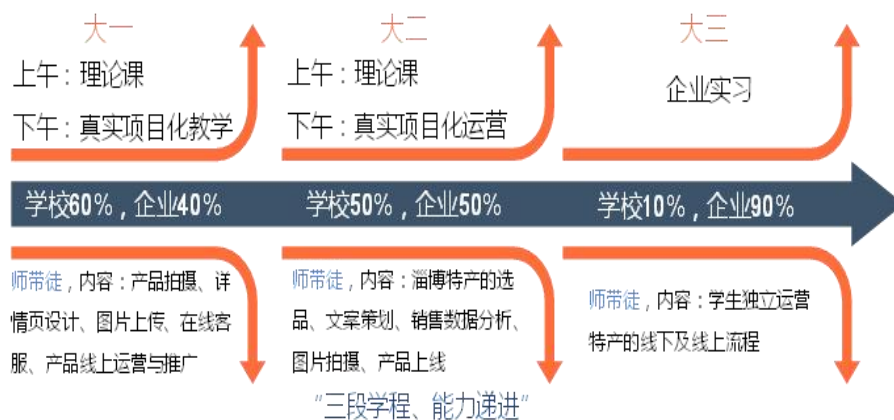 大一
上午：理论课
下午：真实项目化教学
大二
上午：理论课
下午：真实项目化运营
大三
企业实习
学校60%，企业40%
学校50%，企业50%
学校10%，企业90%
师带徒，内容：产品拍摄、详
情页设计、图片上传、在线客
服、产品线上运营与推广
师带徒，内容：淄博特产的选
品、文案策划、销售数据分析、
图片拍摄、产品上线
师带徒，内容：学生独立运营
特产的线下及线上流程
“三段学程、能力递进”